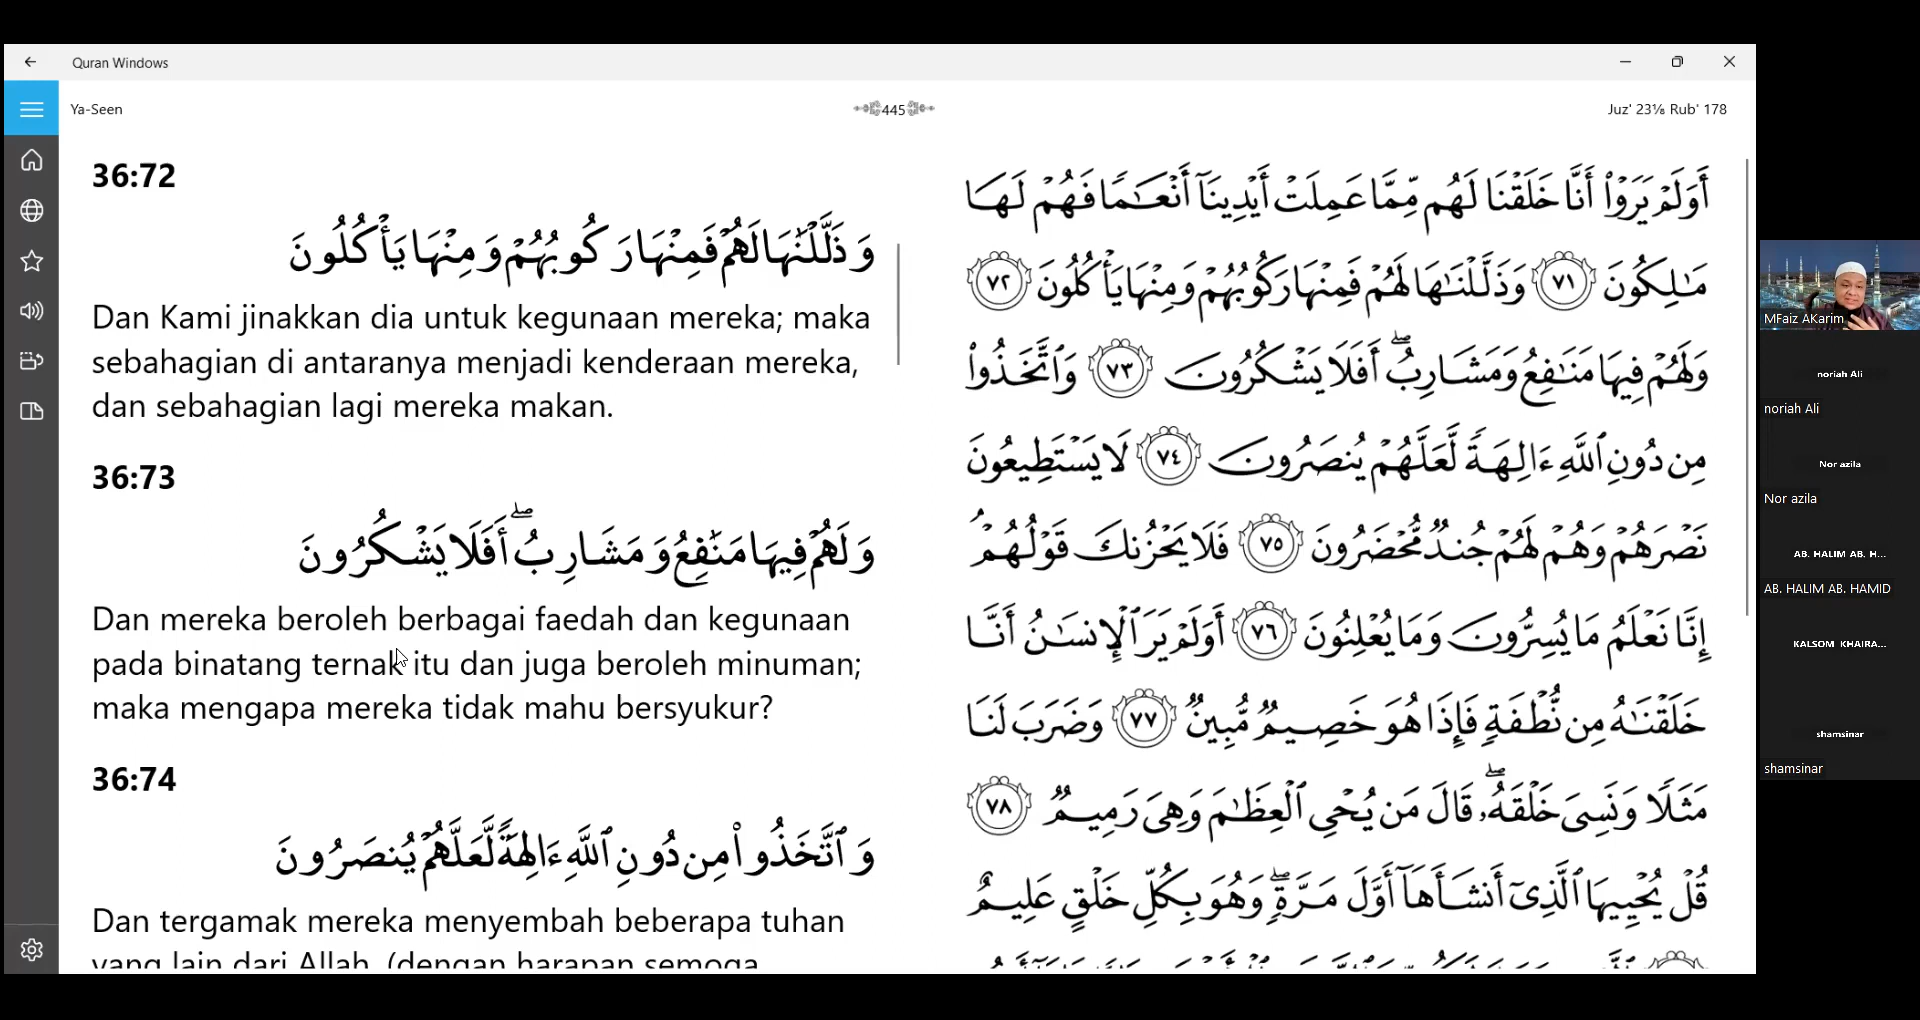 Quran Windows
Ya-Seen
445
Juz' 23⅛ Rub' 178
36:72
وَذَلَّلْنَٰهَا لَهُمْ فَمِنْهَا رَكُوبُهُمْ وَمِنْهَا يَأْكُلُونَ
Dan Kami jinakkan dia untuk kegunaan mereka; maka
sebahagian di antaranya menjadi kenderaan mereka,
dan sebahagian lagi mereka makan.
36:73
وَلَهُمْ فِيهَا مَنَٰفِعُ وَمَشَارِبُ ۖ أَفَلَا يَشْكُرُونَ
Dan mereka beroleh berbagai faedah dan kegunaan
pada binatang ternak itu dan juga beroleh minuman;
maka mengapa mereka tidak mahu bersyukur?
36:74
وَٱتَّخَذُوا۟ مِن دُونِ ٱللَّهِ ءَالِهَةً لَّعَلَّهُمْ يُنصَرُونَ
Dan tergamak mereka menyembah beberapa tuhan
yang lain dari Allah, (dengan harapan semoga
أَوَلَمْ يَرَوْا۟ أَنَّا خَلَقْنَا لَهُم مِّمَّا عَمِلَتْ أَيْدِينَآ أَنْعَٰمًا فَهُمْ لَهَا
مَٰلِكُونَ ٧١ وَذَلَّلْنَٰهَا لَهُمْ فَمِنْهَا رَكُوبُهُمْ وَمِنْهَا يَأْكُلُونَ ٧٢
وَلَهُمْ فِيهَا مَنَٰفِعُ وَمَشَارِبُ ۖ أَفَلَا يَشْكُرُونَ ٧٣ وَٱتَّخَذُوا۟
مِن دُونِ ٱللَّهِ ءَالِهَةً لَّعَلَّهُمْ يُنصَرُونَ ٧٤ لَا يَسْتَطِيعُونَ
نَصْرَهُمْ وَهُمْ لَهُمْ جُندٌ مُّحْضَرُونَ ٧٥ فَلَا يَحْزُنكَ قَوْلُهُمْ ۘ
إِنَّا نَعْلَمُ مَا يُسِرُّونَ وَمَا يُعْلِنُونَ ٧٦ أَوَلَمْ يَرَ ٱلْإِنسَٰنُ أَنَّا
خَلَقْنَٰهُ مِن نُّطْفَةٍ فَإِذَا هُوَ خَصِيمٌ مُّبِينٌ ٧٧ وَضَرَبَ لَنَا
مَثَلًا وَنَسِىَ خَلْقَهُۥ ۖ قَالَ مَن يُحْىِ ٱلْعِظَٰمَ وَهِىَ رَمِيمٌ ٧٨
قُلْ يُحْيِيهَا ٱلَّذِىٓ أَنشَأَهَآ أَوَّلَ مَرَّةٍ ۖ وَهُوَ بِكُلِّ خَلْقٍ عَلِيمٌ
MFaiz AKarim
noriah Ali
noriah Ali
Nor azila
Nor azila
AB. HALIM AB. H...
AB. HALIM AB. HAMID
KALSOM KHAIRA...
shamsinar
shamsinar